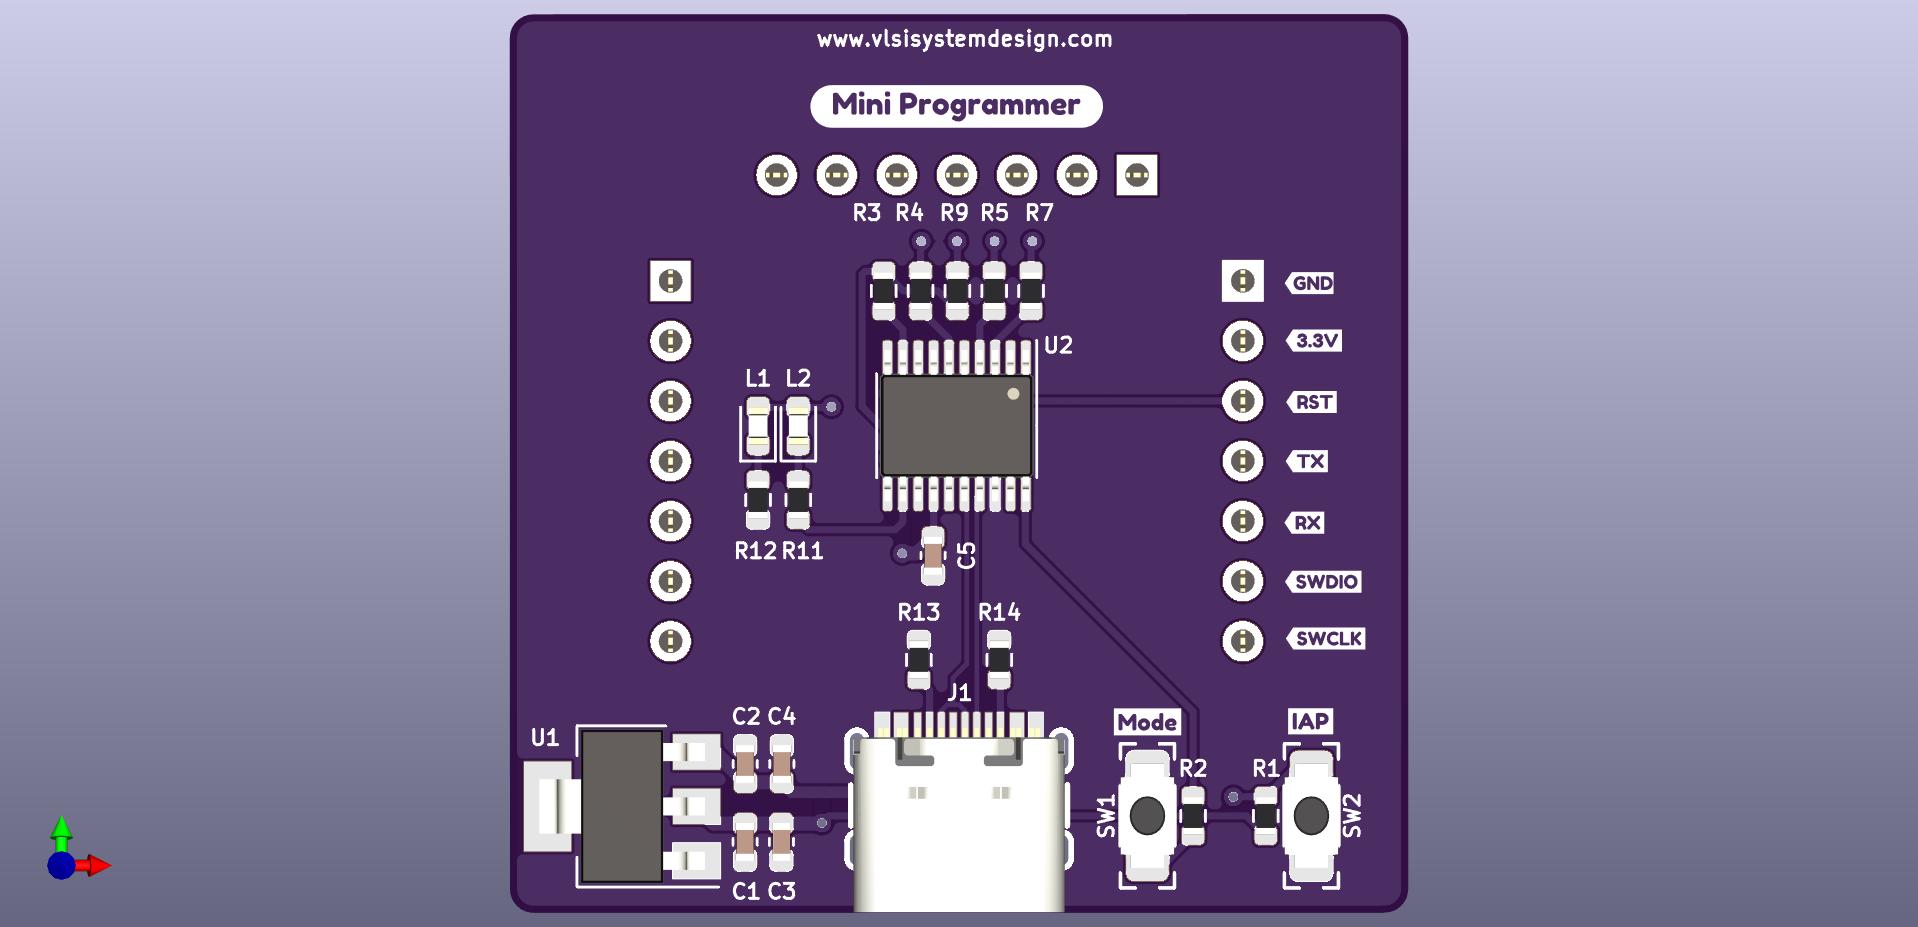 www.vlsisystemdesign.com
Mini Programmer
R3 R4 R9 R5 R7
GND
3.3V
U2
L1 L2
RST
TX
RX
R12 R11
C5
SWDIO
R13 R14
SWCLK
J1
C2 C4
Mode
IAP
U1
R2
R1
SW1
SW2
C1 C3